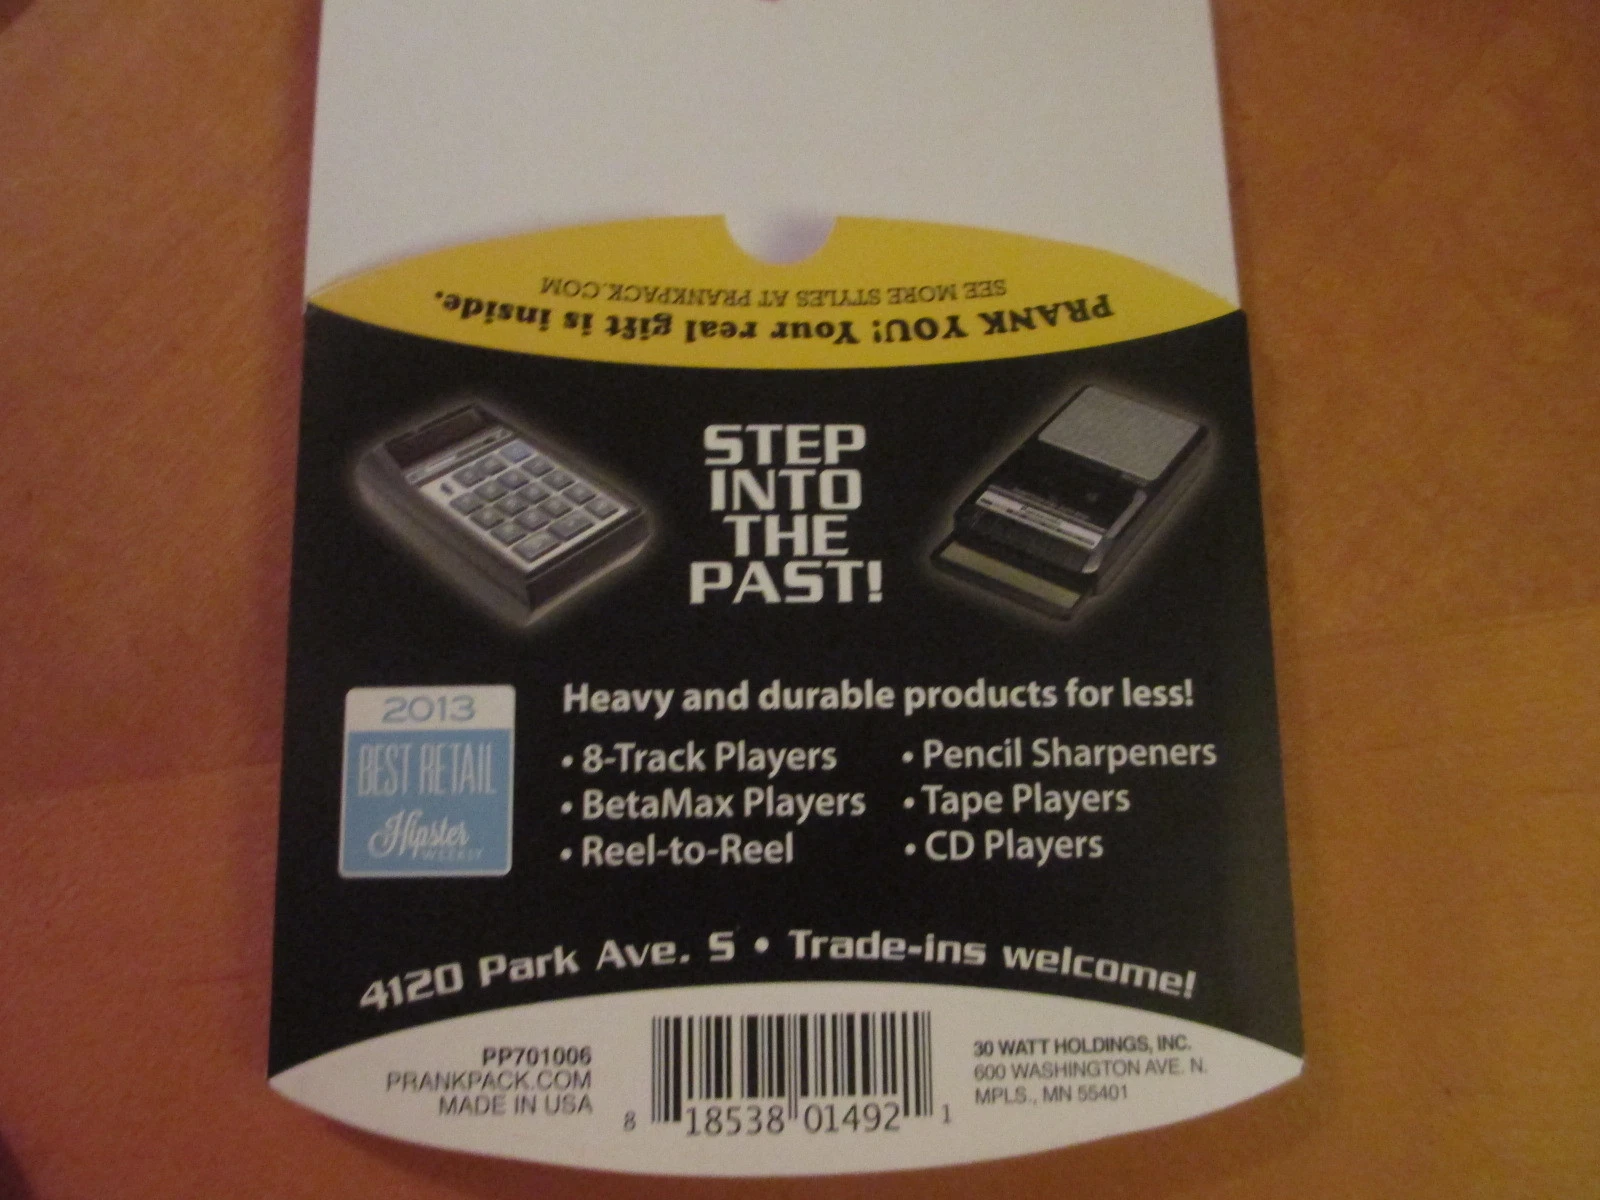 PRANK YOU! Your real gift is inside.
SEE MORE STYLES AT PRANKPACK.COM
STEP
INTO
THE
PAST!
2013
BEST RETAIL
Hipster
WEEKLY
Heavy and durable products for less!
• 8-Track Players
• BetaMax Players
• Reel-to-Reel
• Pencil Sharpeners
• Tape Players
• CD Players
4120 Park Ave. S • Trade-ins welcome!
PP701006
PRANKPACK.COM
MADE IN USA
8 18538 01492 1
30 WATT HOLDINGS, INC.
600 WASHINGTON AVE. N.
MPLS., MN 55401